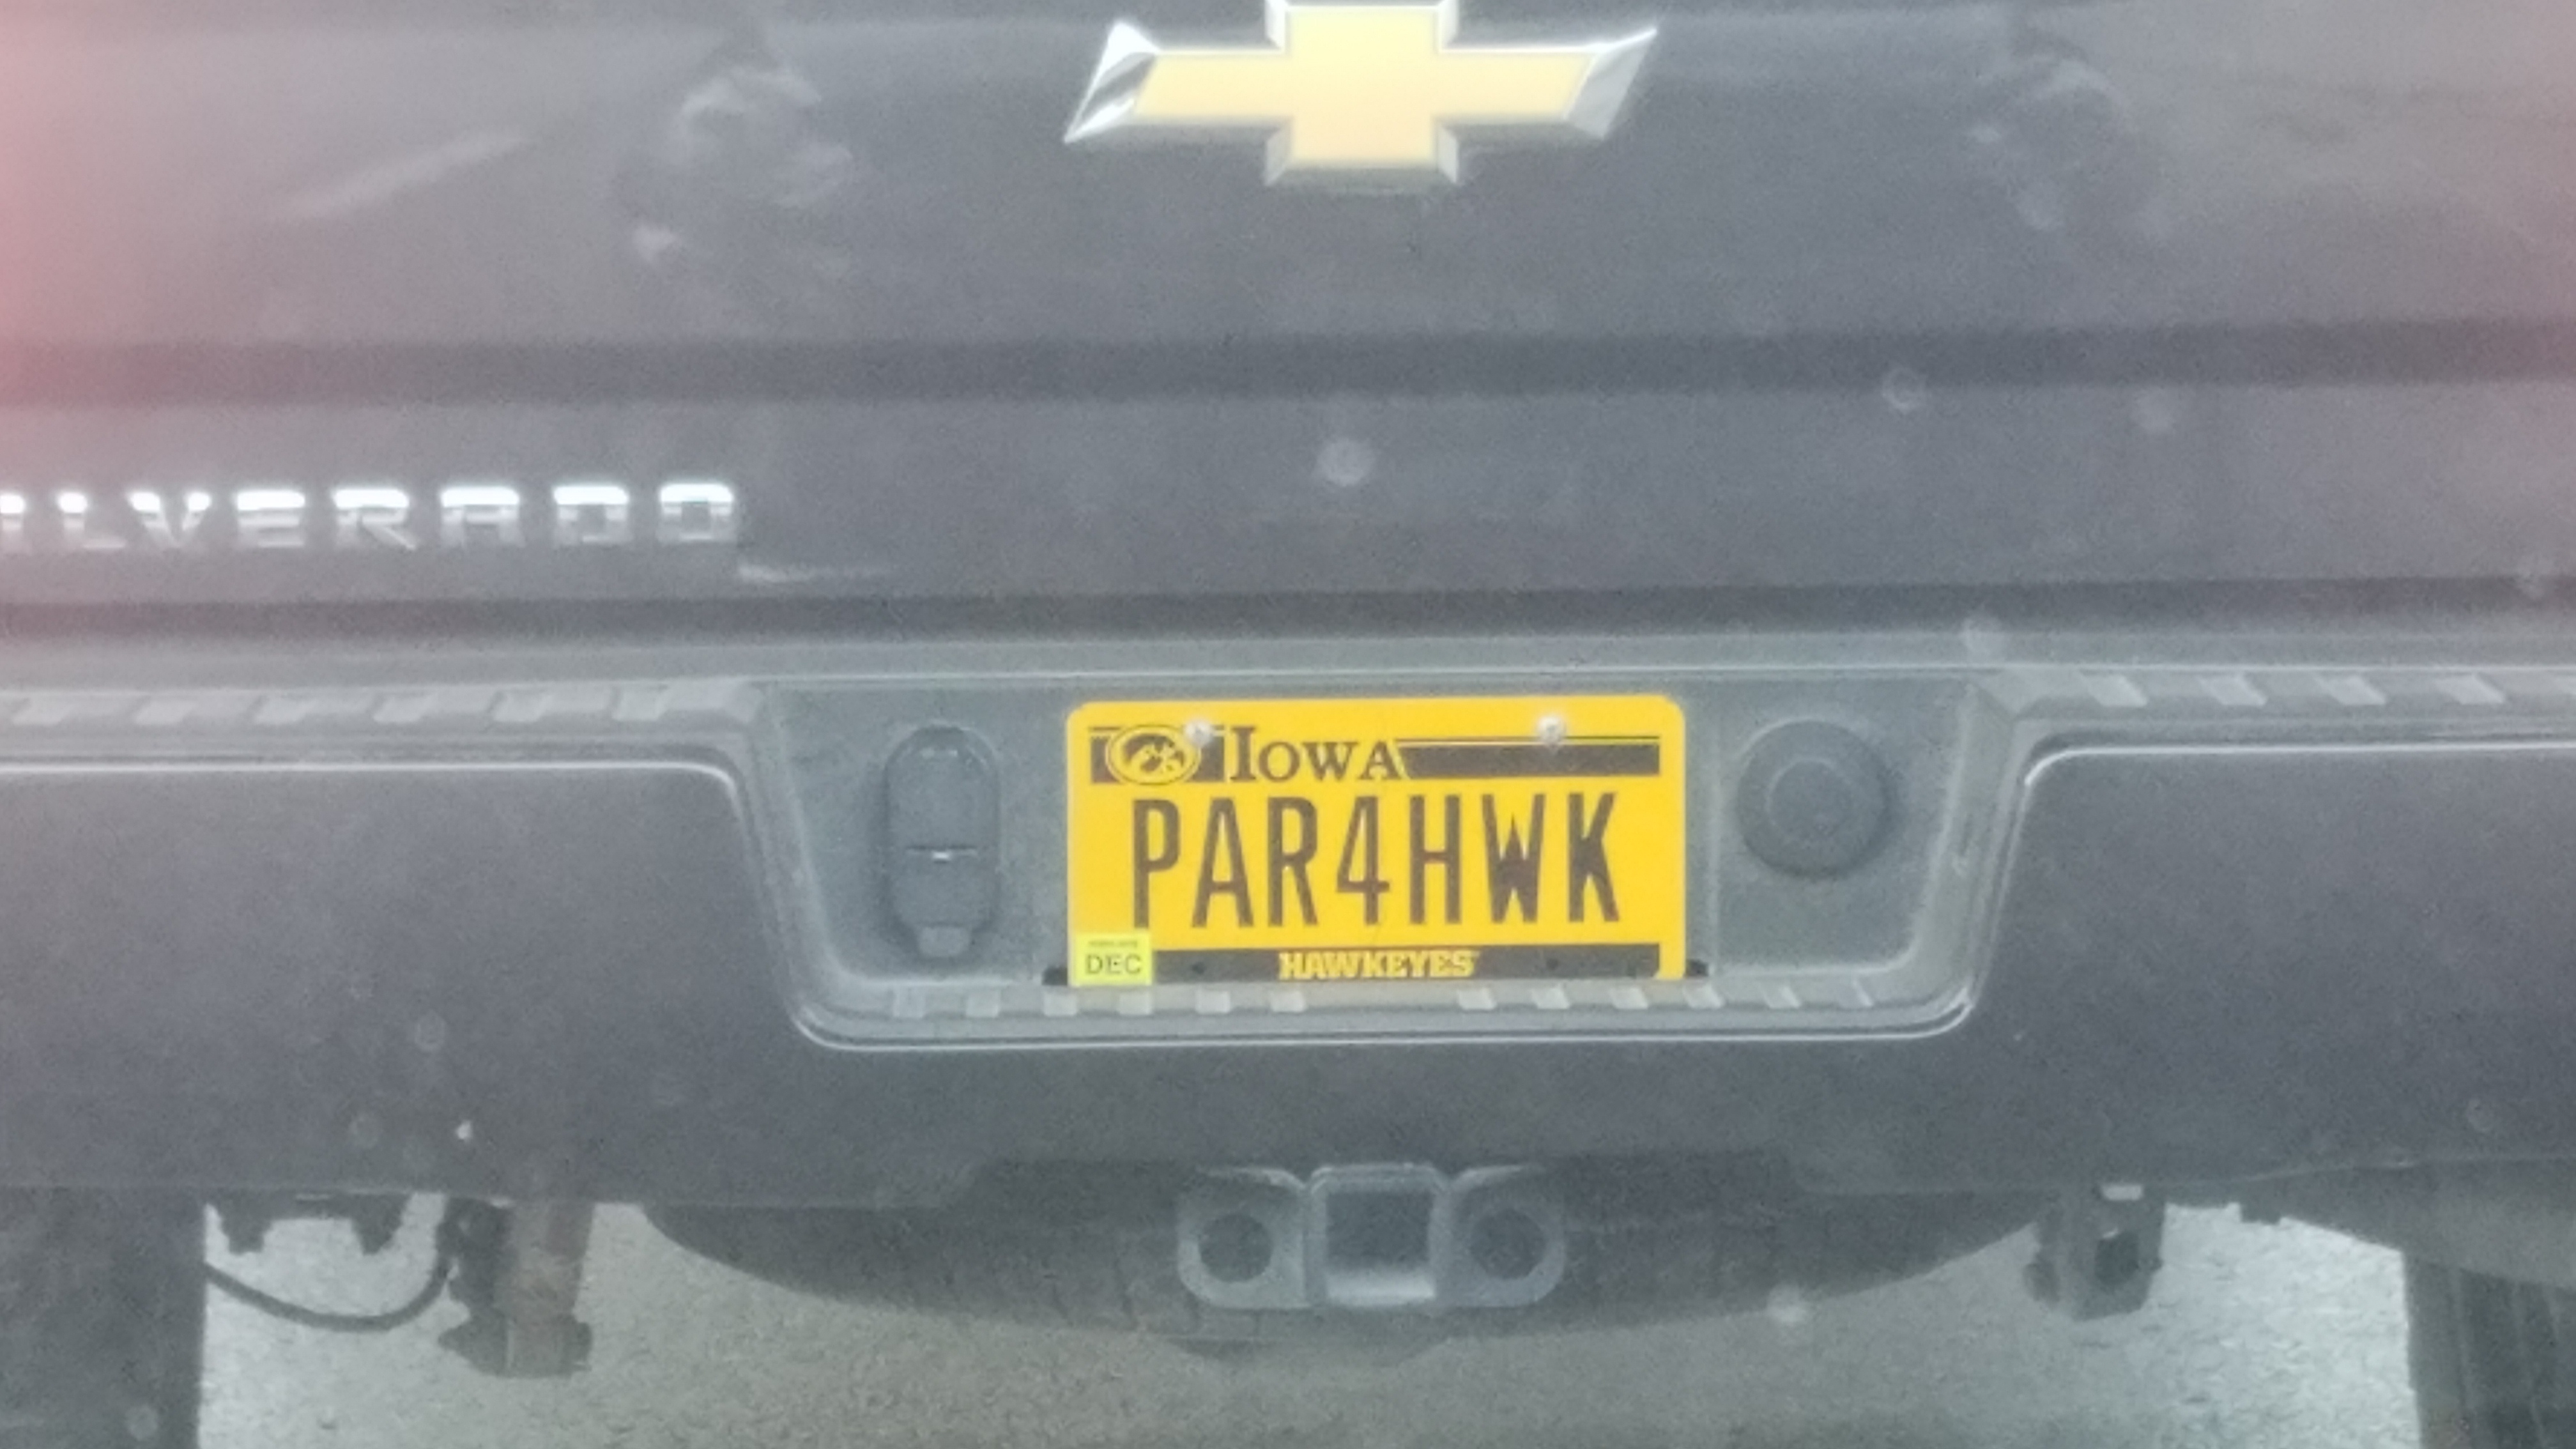 ILVERADO
IOWA
PAR4HWK
DEC
HAWKEYES